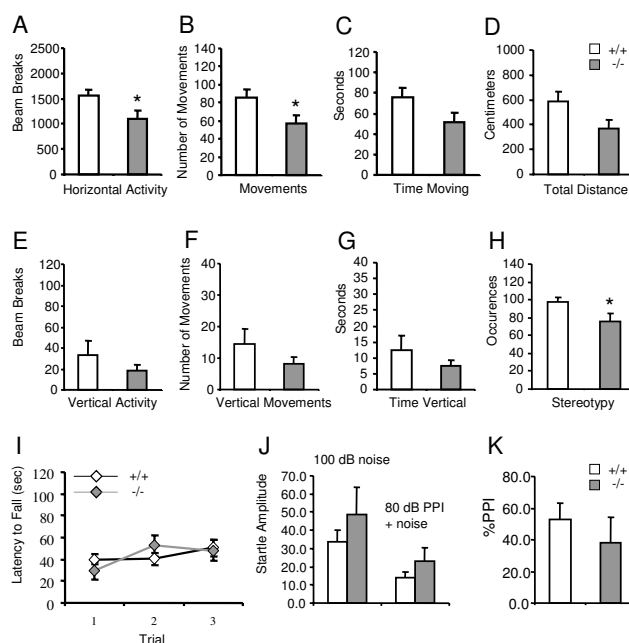 A
Beam Breaks
2500
2000
1500
1000
500
0
*
Horizontal Activity
B
Number of Movements
140
120
100
80
60
40
20
0
*
Movements
C
Seconds
120
100
80
60
40
20
0
Time Moving
D
Centimeters
1000
800
600
400
200
0
+/+
-/-
Total Distance
E
Beam Breaks
120
100
80
60
40
20
0
Vertical Activity
F
Number of Movements
40
30
20
10
0
Vertical Movements
G
Seconds
40
35
30
25
20
15
10
5
0
Time Vertical
H
Occurences
140
120
100
80
60
40
20
0
*
Stereotypy
I
Latency to Fall (sec)
120
100
80
60
40
20
0
+/+
-/-
1 2 3
Trial
J
Startle Amplitude
70.0
60.0
50.0
40.0
30.0
20.0
10.0
0.0
100 dB noise
80 dB PPI
+ noise
K
%PPI
80.0
60.0
40.0
20.0
0.0
+/+
-/-